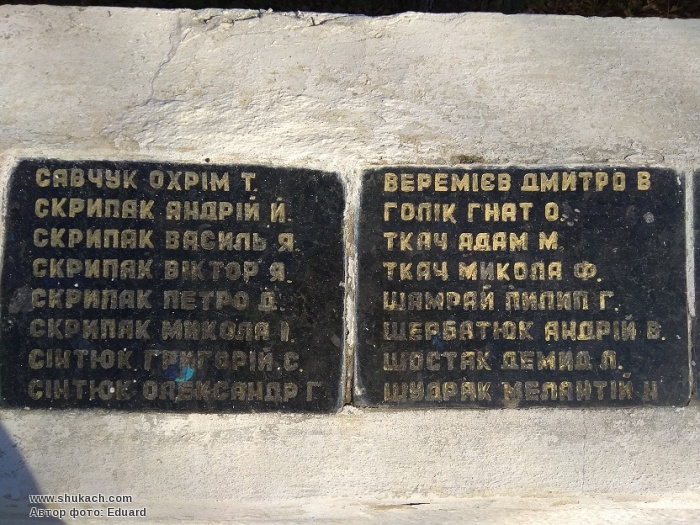 САВЧУК ОХРІМ Т.
СКРИПАК АНДРІЙ Й.
СКРИПАК ВАСИЛЬ Я.
СКРИПАК ВІКТОР Я.
СКРИПАК ПЕТРО Д.
СКРИПАК МИКОЛА І.
СІНТЮК ГРИГОРІЙ С
СІНТЮК ОЛЕКСАНДР Г.
ВЕРЕМІЄВ ДМИТРО В
ГОЛІК ГНАТ О.
ТКАЧ АДАМ М.
ТКАЧ МИКОЛА Ф.
ШАМРАЙ ПИЛИП Г.
ЩЕРБАТЮК АНДРІЙ В.
ШОСТАК ДЕМИД Л.
ШУДРАК МЕЛАНТІЙ
www.shukach.com
Автор фото: Eduard